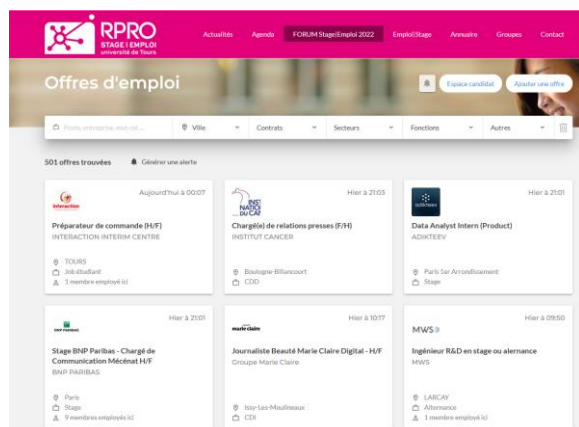 RPRO
STAGE I EMPLOI
université de Tours
Actualités Agenda FORUM Stage|Emploi 2022 Emploi|Stage Annuaire Groupes Contact
Offres d'emploi
Espace candidat Ajouter une offre
Poste, entreprise, mot-clé ... Ville Contrats Secteurs Fonctions Autres
501 offres trouvées Générer une alerte
interaction Aujourd'hui à 00:07
Préparateur de commande (H/F)
INTERACTION INTERIM CENTRE
TOURS
Job étudiant
1 membre employé ici
Hier à 21:03
Chargé(e) de relations presses (F/H)
INSTITUT CANCER
Boulogne-Billancourt
CDD
ADIKTEEV Hier à 21:01
Data Analyst Intern (Product)
ADIKTEEV
Paris 1er Arrondissement
Stage
BNP PARIBAS Hier à 21:01
Stage BNP Paribas - Chargé de
Communication Mécénat H/F
BNP PARIBAS
Paris
Stage
9 membres employés ici
marie claire Hier à 10:17
Journaliste Beauté Marie Claire Digital - H/F
Groupe Marie Claire
Issy-Les-Moulineaux
CDI
MWS Hier à 09:50
Ingénieur R&D en stage ou alernance
MWS
LARCAY
Alternance
1 membre employé ici